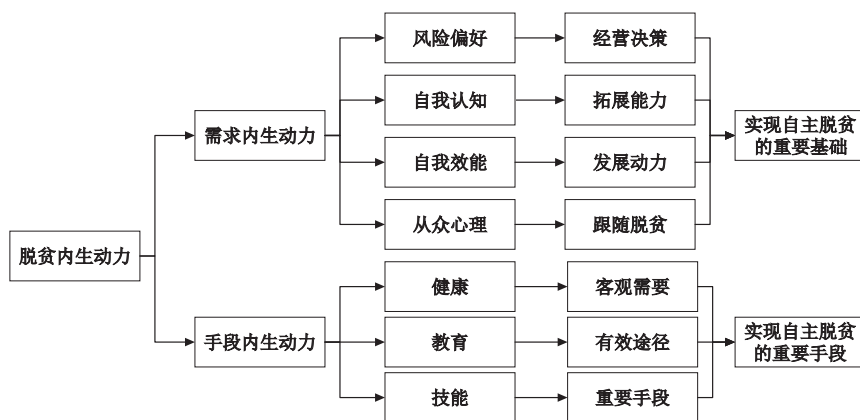 风险偏好
经营决策
自我认知
拓展能力
需求内生动力
实现自主脱贫
的重要基础
自我效能
发展动力
从众心理
跟随脱贫
脱贫内生动力
健康
客观需要
手段内生动力
教育
有效途径
实现自主脱贫
的重要手段
技能
重要手段